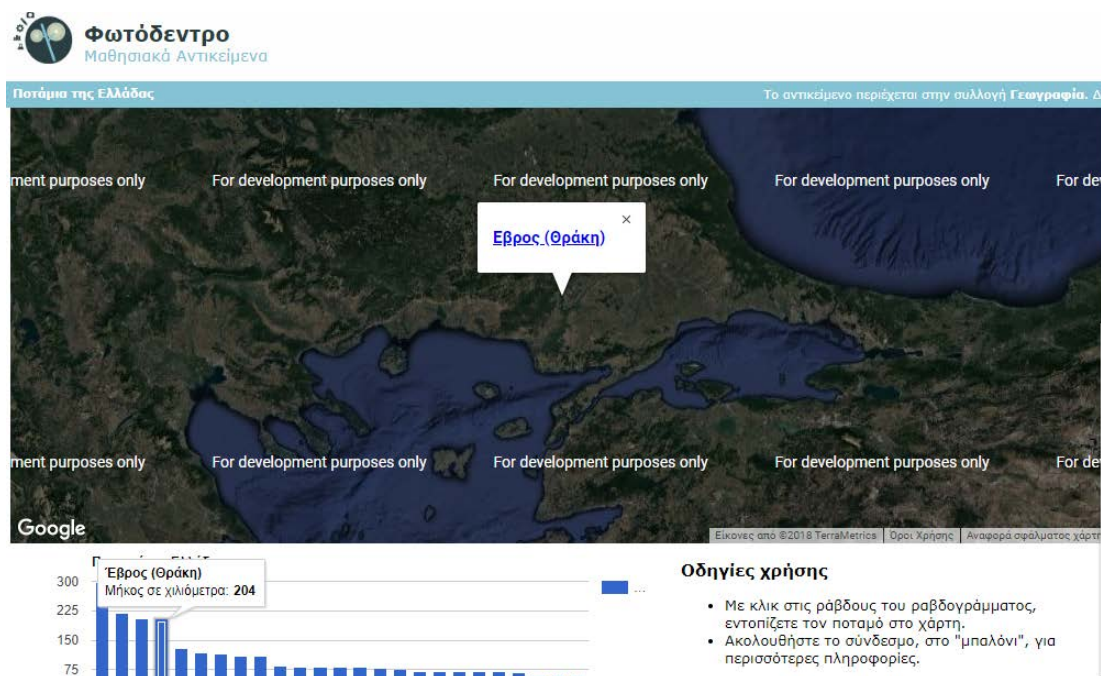 Φωτόδεντρο
Μαθησιακά Αντικείμενα
Ποτάμια της Ελλάδας
Το αντικείμενο περιέχεται στην συλλογή Γεωγραφία. Δ
ment purposes only For development purposes only For development purposes only For development purposes only For de
Εβρος (Θράκη)
×
ment purposes only For development purposes only For development purposes only For development purposes only For de
Google
Εικόνες από ©2018 TerraMetrics Όροι Χρήσης Αναφορά σφάλματος χάρτη
Έβρος (Θράκη)
Μήκος σε χιλιόμετρα: 204
300
225
150
75
...
Οδηγίες χρήσης
• Με κλικ στις ράβδους του ραβδογράμματος,
εντοπίζετε τον ποταμό στο χάρτη.
• Ακολουθήστε το σύνδεσμο, στο "μπαλόνι", για
περισσότερες πληροφορίες.